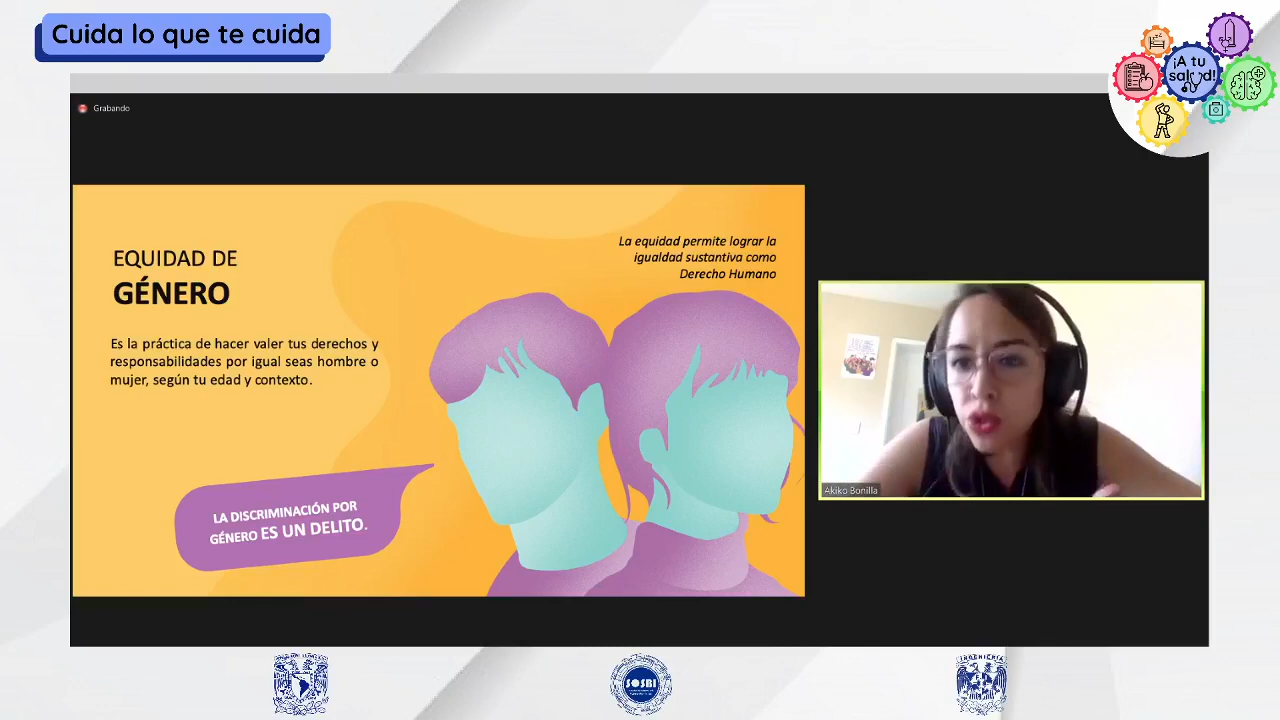 Cuida lo que te cuida
¡A tu
salud!
Grabando
EQUIDAD DE
GÉNERO
La equidad permite lograr la
igualdad sustantiva como
Derecho Humano
Es la práctica de hacer valer tus derechos y
responsabilidades por igual seas hombre o
mujer, según tu edad y contexto.
LA DISCRIMINACIÓN POR
GÉNERO ES UN DELITO.
Akiko Bonilla
SOSBI
INGENIERIA